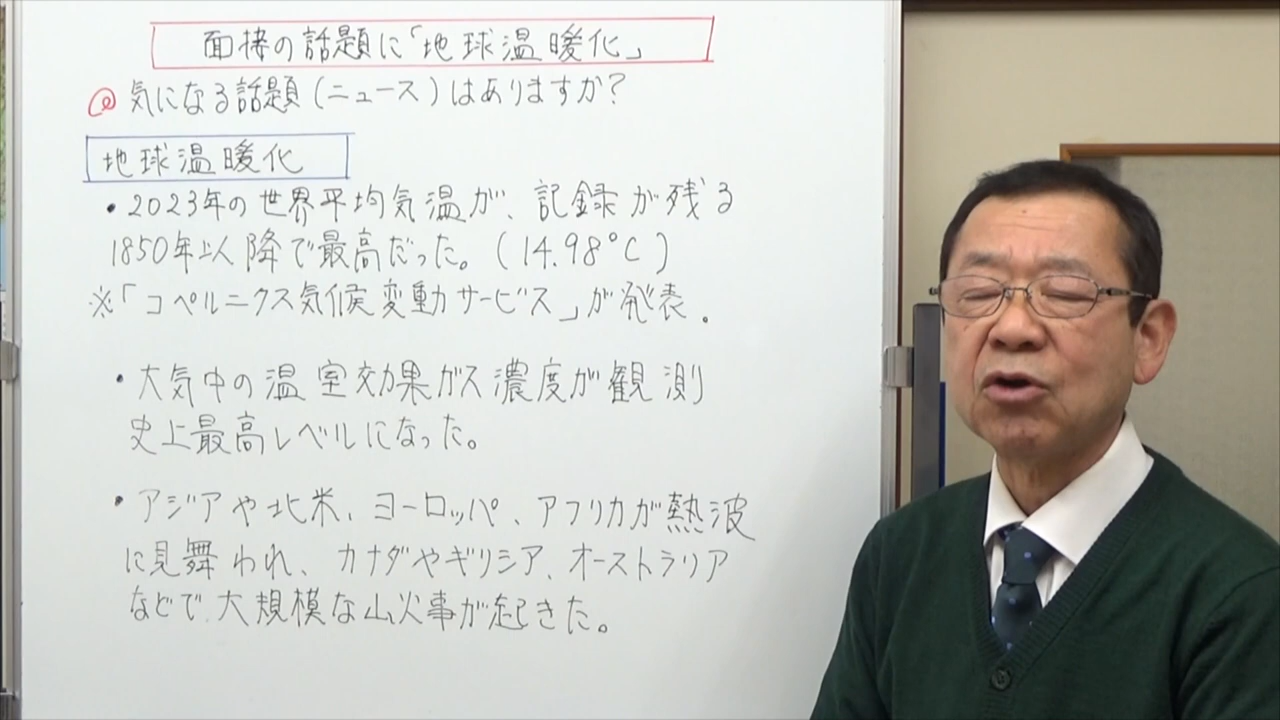 面接の話題に「地球温暖化」
@ 気になる話題(ニュース)はありますか?
地球温暖化
・2023年の世界平均気温が、記録が残る
1850年以降で最高だった。(14.98°C)
※「コペルニクス気候変動サービス」が発表.
・大気中の温室効果ガス濃度が観測
史上最高レベルになった。
・アジアや北米、ヨーロッパ、アフリカが熱波
に見舞われ、カナダやギリシア、オーストラリア
などで大規模な山火事が起きた。